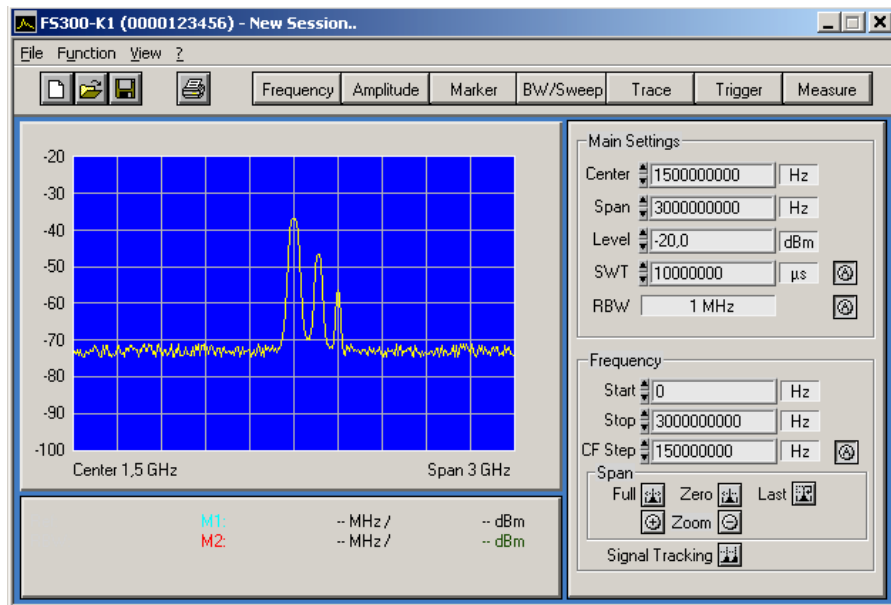 FS300-K1 (0000123456) - New Session..
File Function View ?
Frequency Amplitude Marker BW/Sweep Trace Trigger Measure
-20
-30
-40
-50
-60
-70
-80
-90
-100
Center 1,5 GHz Span 3 GHz
M1: -- MHz / -- dBm
M2: -- MHz / -- dBm
Main Settings
Center 1500000000 Hz
Span 3000000000 Hz
Level -20,0 dBm
SWT 10000000 µs A
RBW 1 MHz A
Frequency
Start 0 Hz
Stop 3000000000 Hz
CF Step 150000000 Hz A
Span
Full Zero Last
Zoom
Signal Tracking